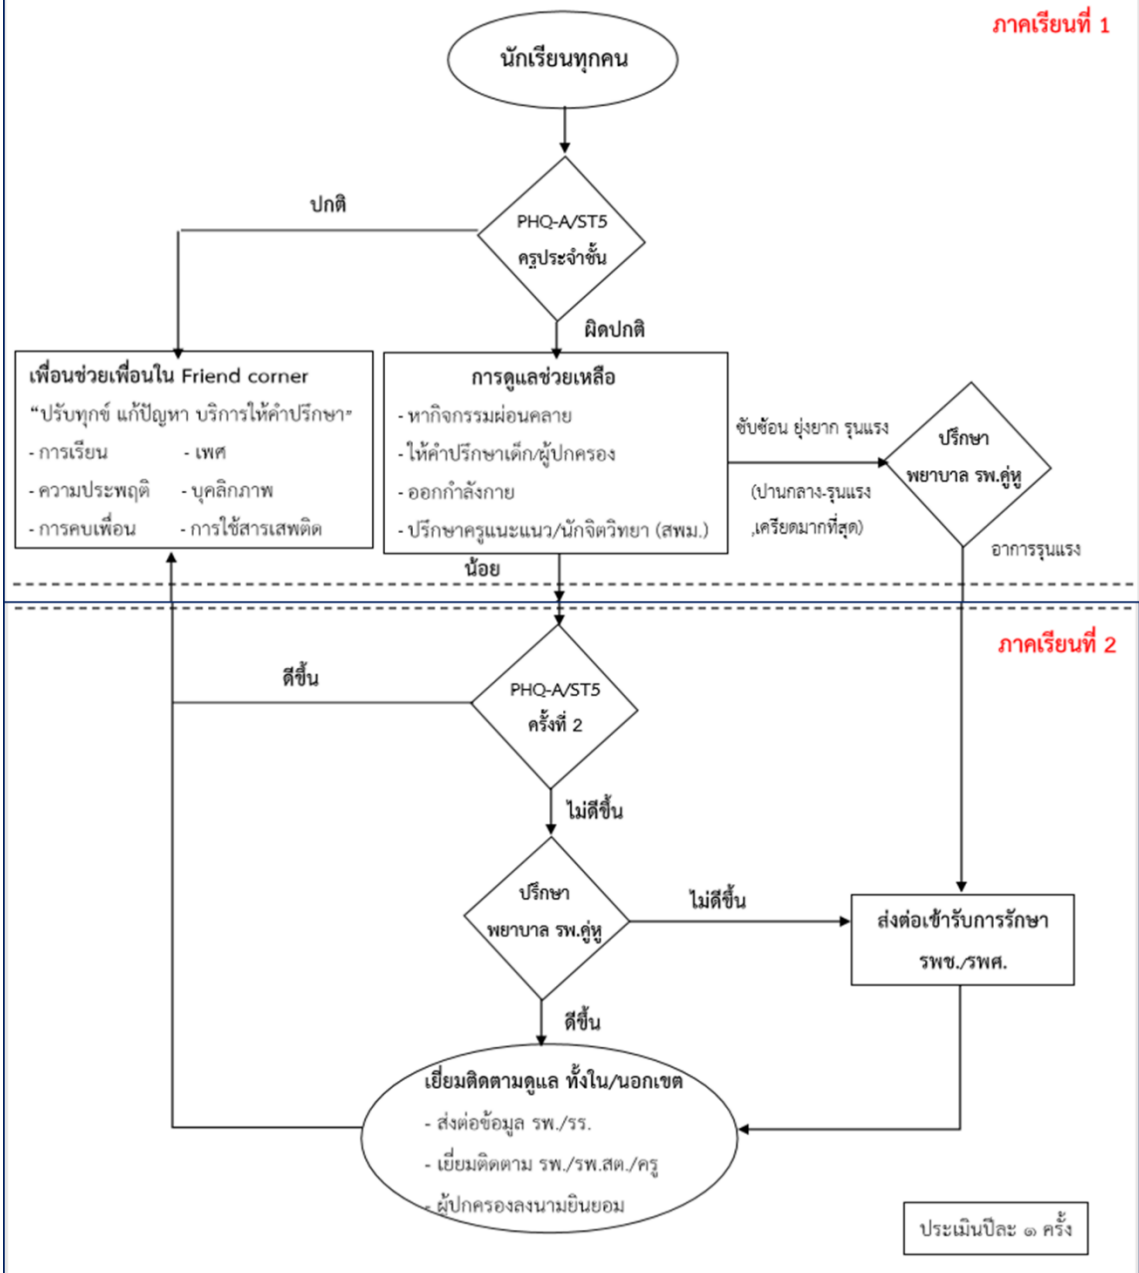 ภาคเรียนที่ 1
นักเรียนทุกคน
ปกติ
PHQ-A/ST5
ครูประจำชั้น
ผิดปกติ
เพื่อนช่วยเพื่อนใน Friend corner
“ปรับทุกข์ แก้ปัญหา บริการให้คำปรึกษา”
- การเรียน - เพศ
- ความประพฤติ - บุคลิกภาพ
- การคบเพื่อน - การใช้สารเสพติด
การดูแลช่วยเหลือ
- หากิจกรรมผ่อนคลาย
- ให้คำปรึกษาเด็ก/ผู้ปกครอง
- ออกกำลังกาย
- ปรึกษาครูแนะแนว/นักจิตวิทยา (สพม.)
ซับซ้อน ยุ่งยาก รุนแรง
(ปานกลาง-รุนแรง
,เครียดมากที่สุด)
ปรึกษา
พยาบาล รพ.คู่หู
อาการรุนแรง
น้อย
ภาคเรียนที่ 2
ดีขึ้น
PHQ-A/ST5
ครั้งที่ 2
ไม่ดีขึ้น
ปรึกษา
พยาบาล รพ.คู่หู
ไม่ดีขึ้น
ส่งต่อเข้ารับการรักษา
รพช./รพศ.
ดีขึ้น
เยี่ยมติดตามดูแล ทั้งใน/นอกเขต
- ส่งต่อข้อมูล รพ./รร.
- เยี่ยมติดตาม รพ./รพ.สต./ครู
- ผู้ปกครองลงนามยินยอม
ประเมินปีละ ๑ ครั้ง